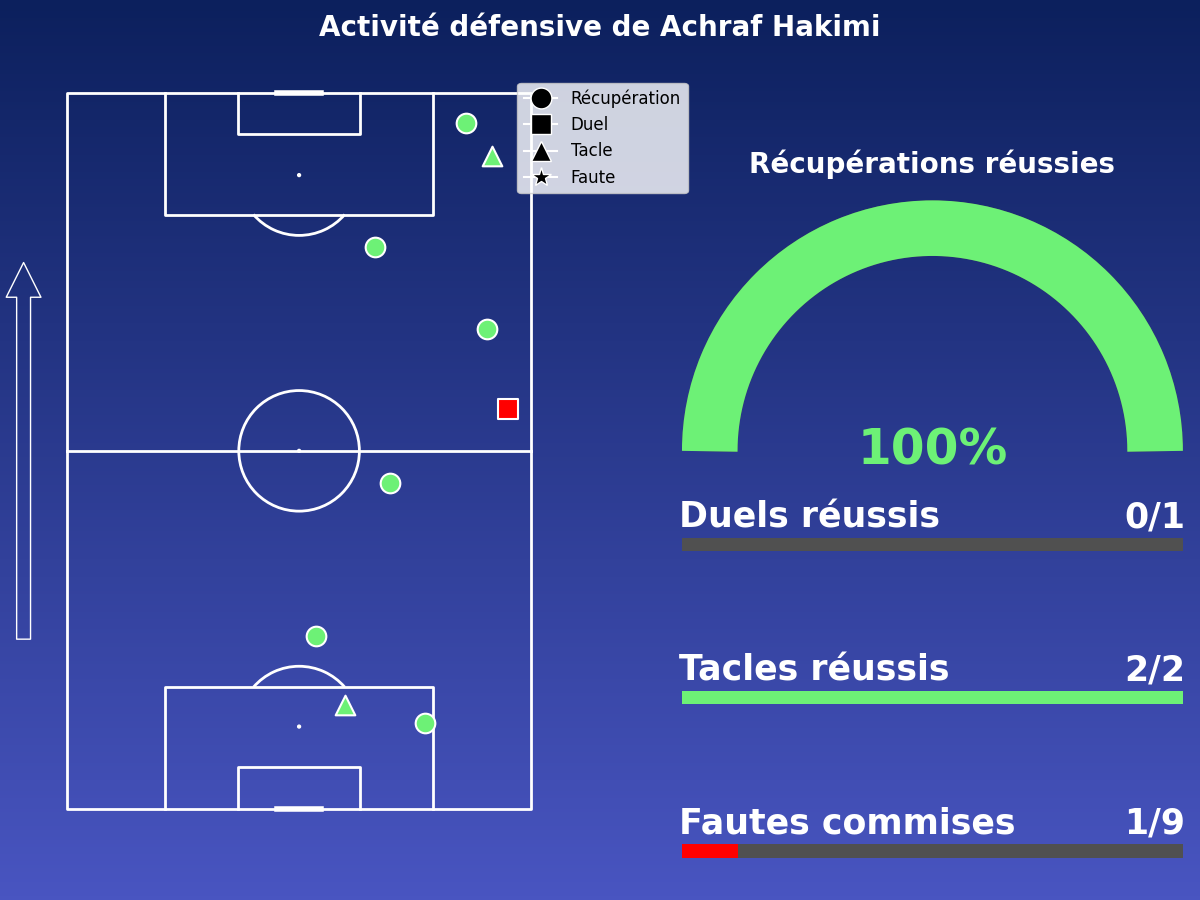 Activité défensive de Achraf Hakimi
Récupération
Duel
Tacle
Faute
Récupérations réussies
100%
Duels réussis 0/1
Tacles réussis 2/2
Fautes commises 1/9